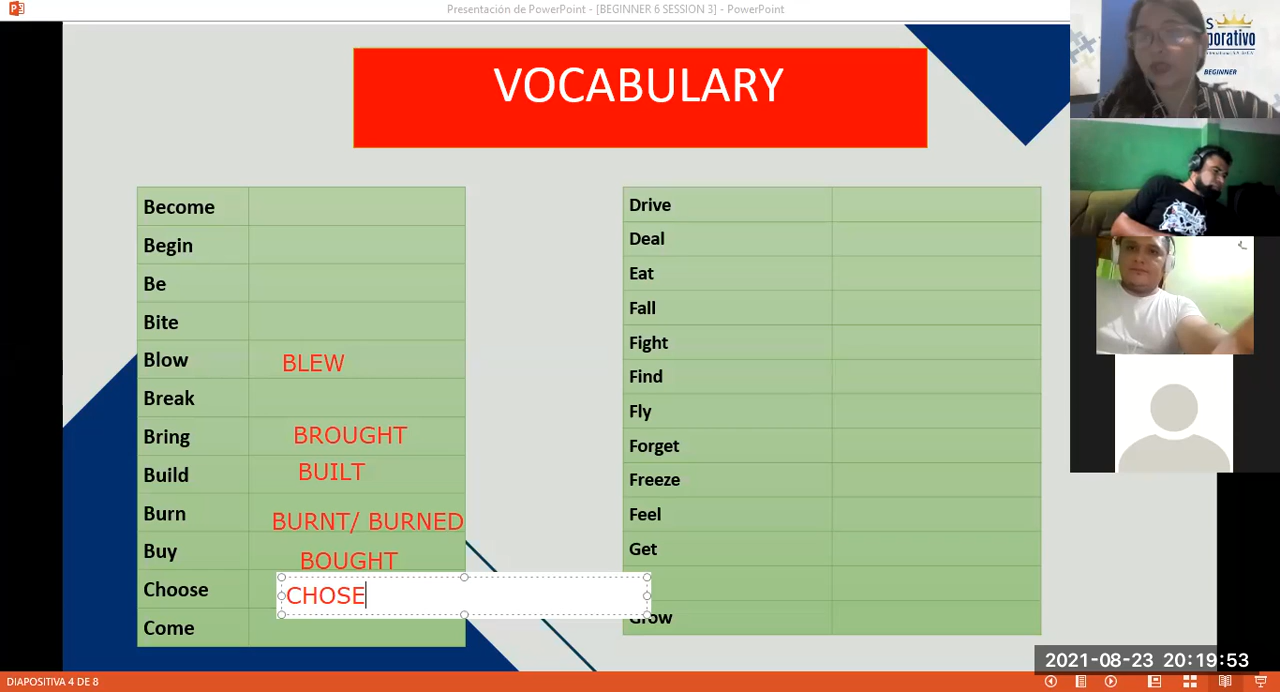 Presentación de PowerPoint - [BEGINNER 6 SESSION 3] - PowerPoint
VOCABULARY
Become
Begin
Be
Bite
Blow BLEW
Break
Bring BROUGHT
Build BUILT
Burn BURNT/ BURNED
Buy BOUGHT
Choose CHOSE
Come
Drive
Deal
Eat
Fall
Fight
Find
Fly
Forget
Freeze
Feel
Get
Grow
BEGINNER
2021-08-23 20:19:53
DIAPOSITIVA 4 DE 8